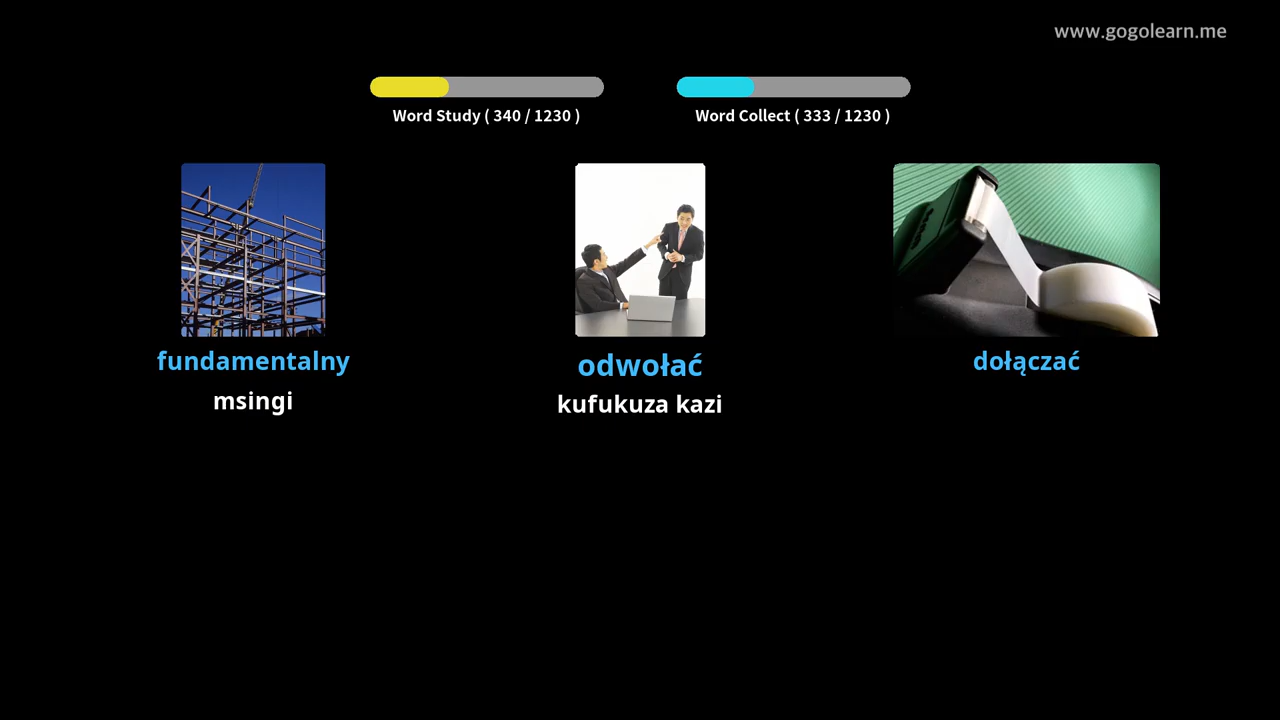 www.gogolearn.me
Word Study ( 340 / 1230 )
Word Collect ( 333 / 1230 )
fundamentalny
msingi
odwołać
kufukuza kazi
dołączać